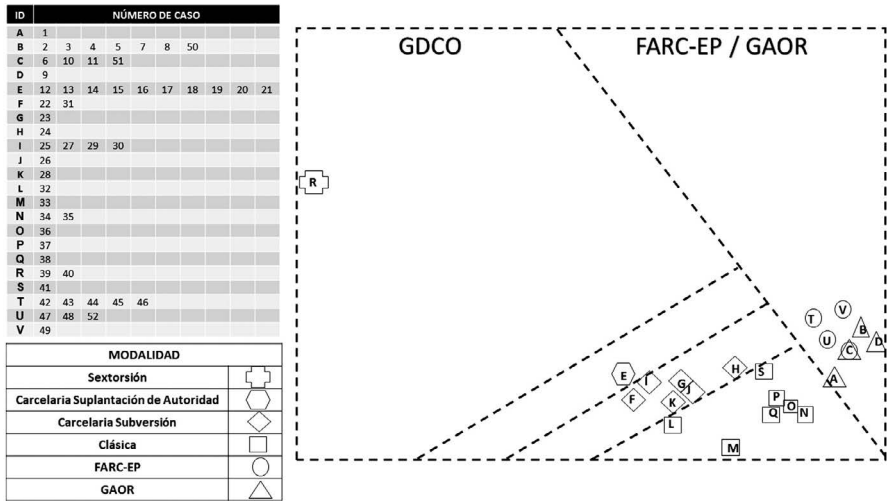 ID NÚMERO DE CASO
A 1
B 2 3 4 5 7 8 50
C 6 10 11 51
D 9
E 12 13 14 15 16 17 18 19 20 21
F 22 31
G 23
H 24
I 25 27 29 30
J 26
K 28
L 32
M 33
N 34 35
O 36
P 37
Q 38
R 39 40
S 41
T 42 43 44 45 46
U 47 48 52
V 49
MODALIDAD
Sextorsión
Carcelaria Suplantación de Autoridad
Carcelaria Subversión
Clásica
FARC-EP
GAOR
GDCO FARC-EP / GAOR
R
V
T
B
U
D
C
H
S
E
I
A
G
J
F
K
P
O
Q
N
L
M